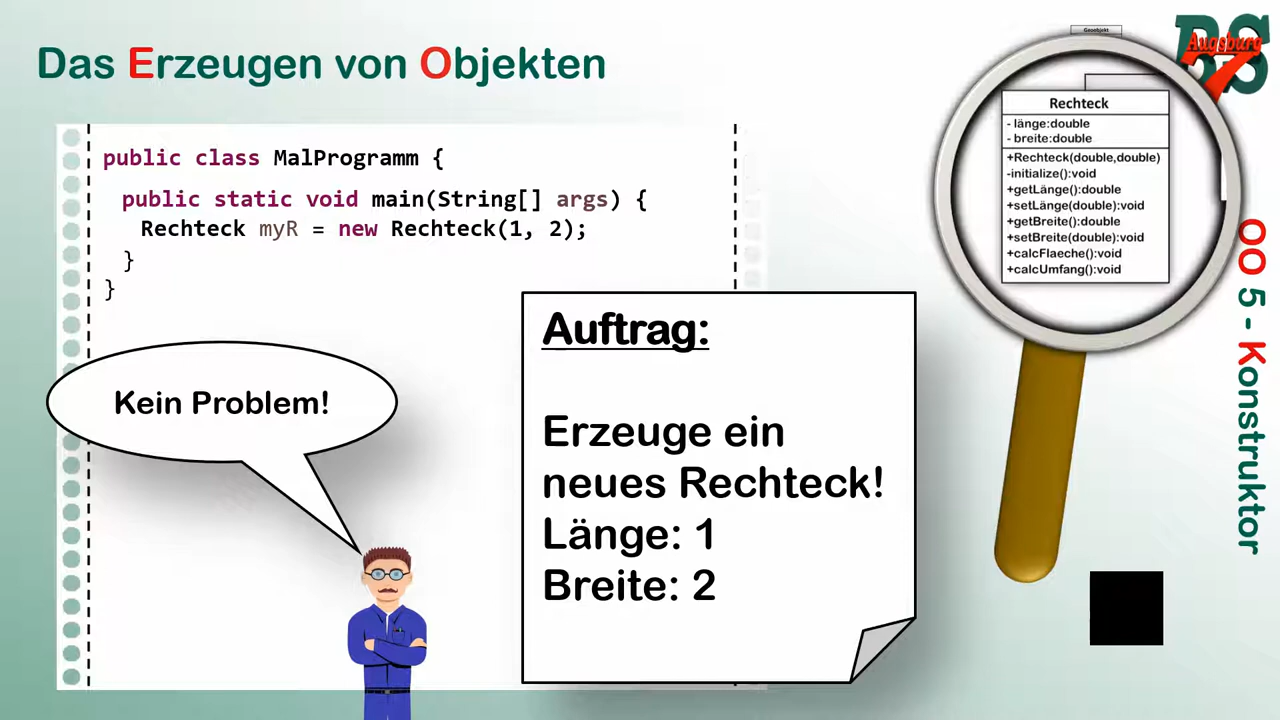 Das Erzeugen von Objekten
public class MalProgramm {
public static void main(String[] args) {
Rechteck myR = new Rechteck(1, 2);
}
}
Kein Problem!
Auftrag:
Erzeuge ein
neues Rechteck!
Länge: 1
Breite: 2
Geoobjekt
Rechteck
- länge:double
- breite:double
+Rechteck(double,double)
-initialize():void
+getLänge():double
+setLänge(double):void
+getBreite():double
+setBreite(double):void
+calcFlaeche():void
+calcUmfang():void
BS
Augsburg
7
OO 5 - Konstruktor